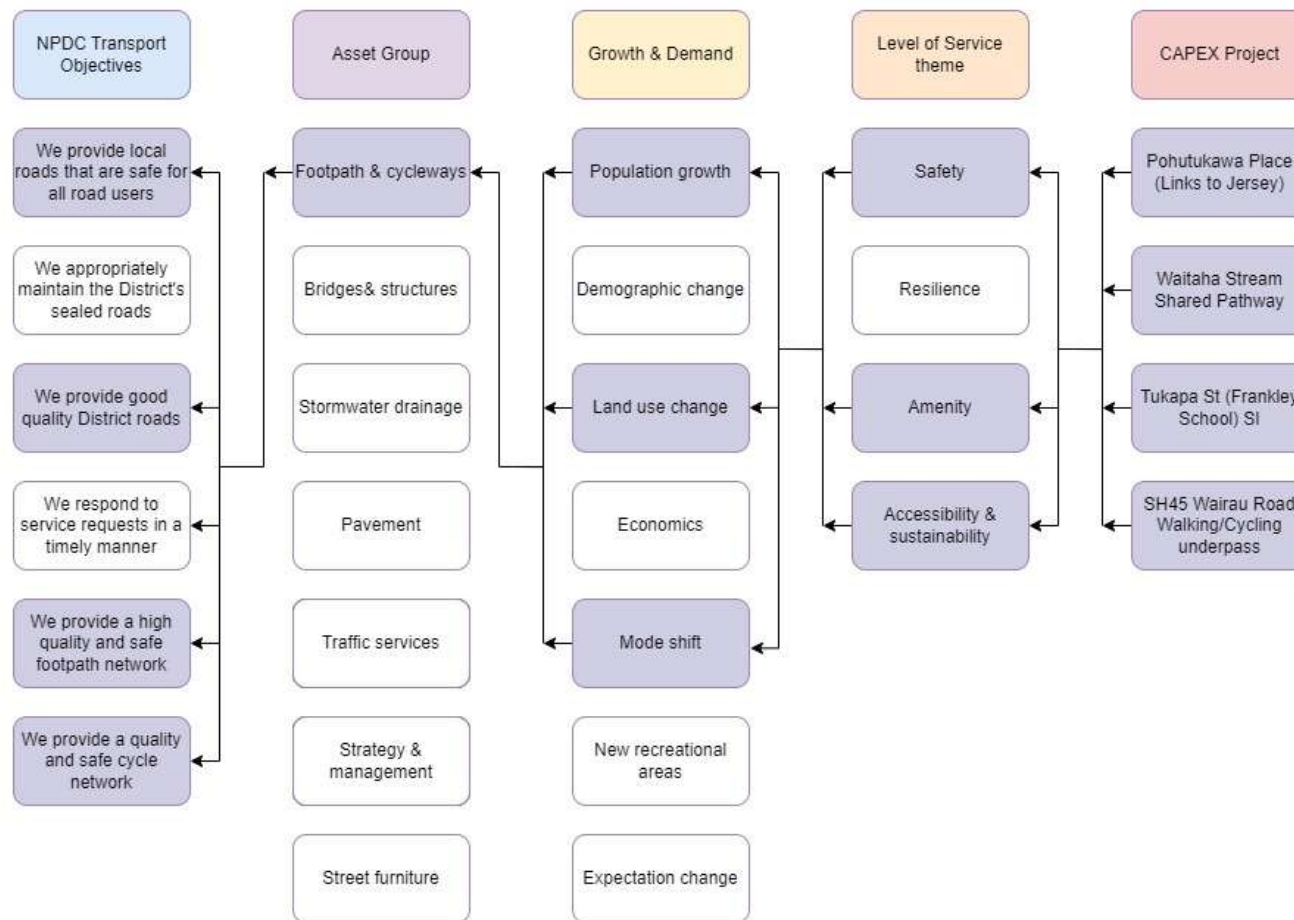 NPDC Transport
Objectives
Asset Group
Growth & Demand
Level of Service
theme
CAPEX Project
We provide local
roads that are safe for
all road users
Footpath & cycleways
Population growth
Safety
Pohutukawa Place
(Links to Jersey)
We appropriately
maintain the District's
sealed roads
Bridges& structures
Demographic change
Resilience
Waitaha Stream
Shared Pathway
We provide good
quality District roads
Stormwater drainage
Land use change
Amenity
Tukapa St (Frankley
School) SI
We respond to
service requests in a
timely manner
Pavement
Economics
Accessibility &
sustainability
SH45 Wairau Road
Walking/Cycling
underpass
We provide a high
quality and safe
footpath network
Traffic services
Mode shift
We provide a quality
and safe cycle
network
Strategy &
management
New recreational
areas
Street furniture
Expectation change